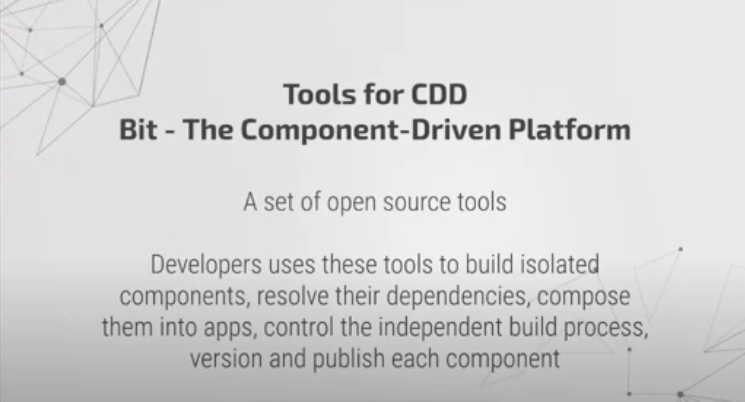 Tools for CDD
Bit - The Component-Driven Platform
A set of open source tools
Developers uses these tools to build isolated
components, resolve their dependencies, compose
them into apps, control the independent build process,
version and publish each component